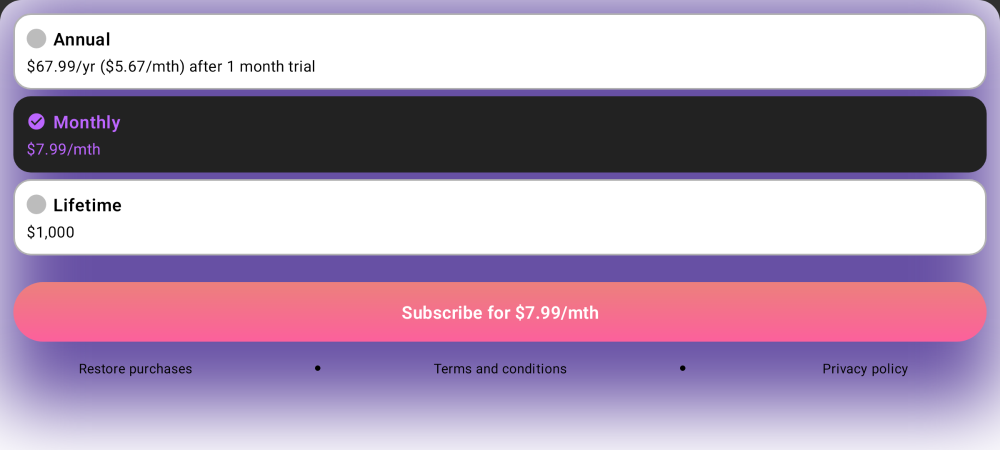 Annual
$67.99/yr ($5.67/mth) after 1 month trial
Monthly
$7.99/mth
Lifetime
$1,000
Subscribe for $7.99/mth
Restore purchases • Terms and conditions • Privacy policy